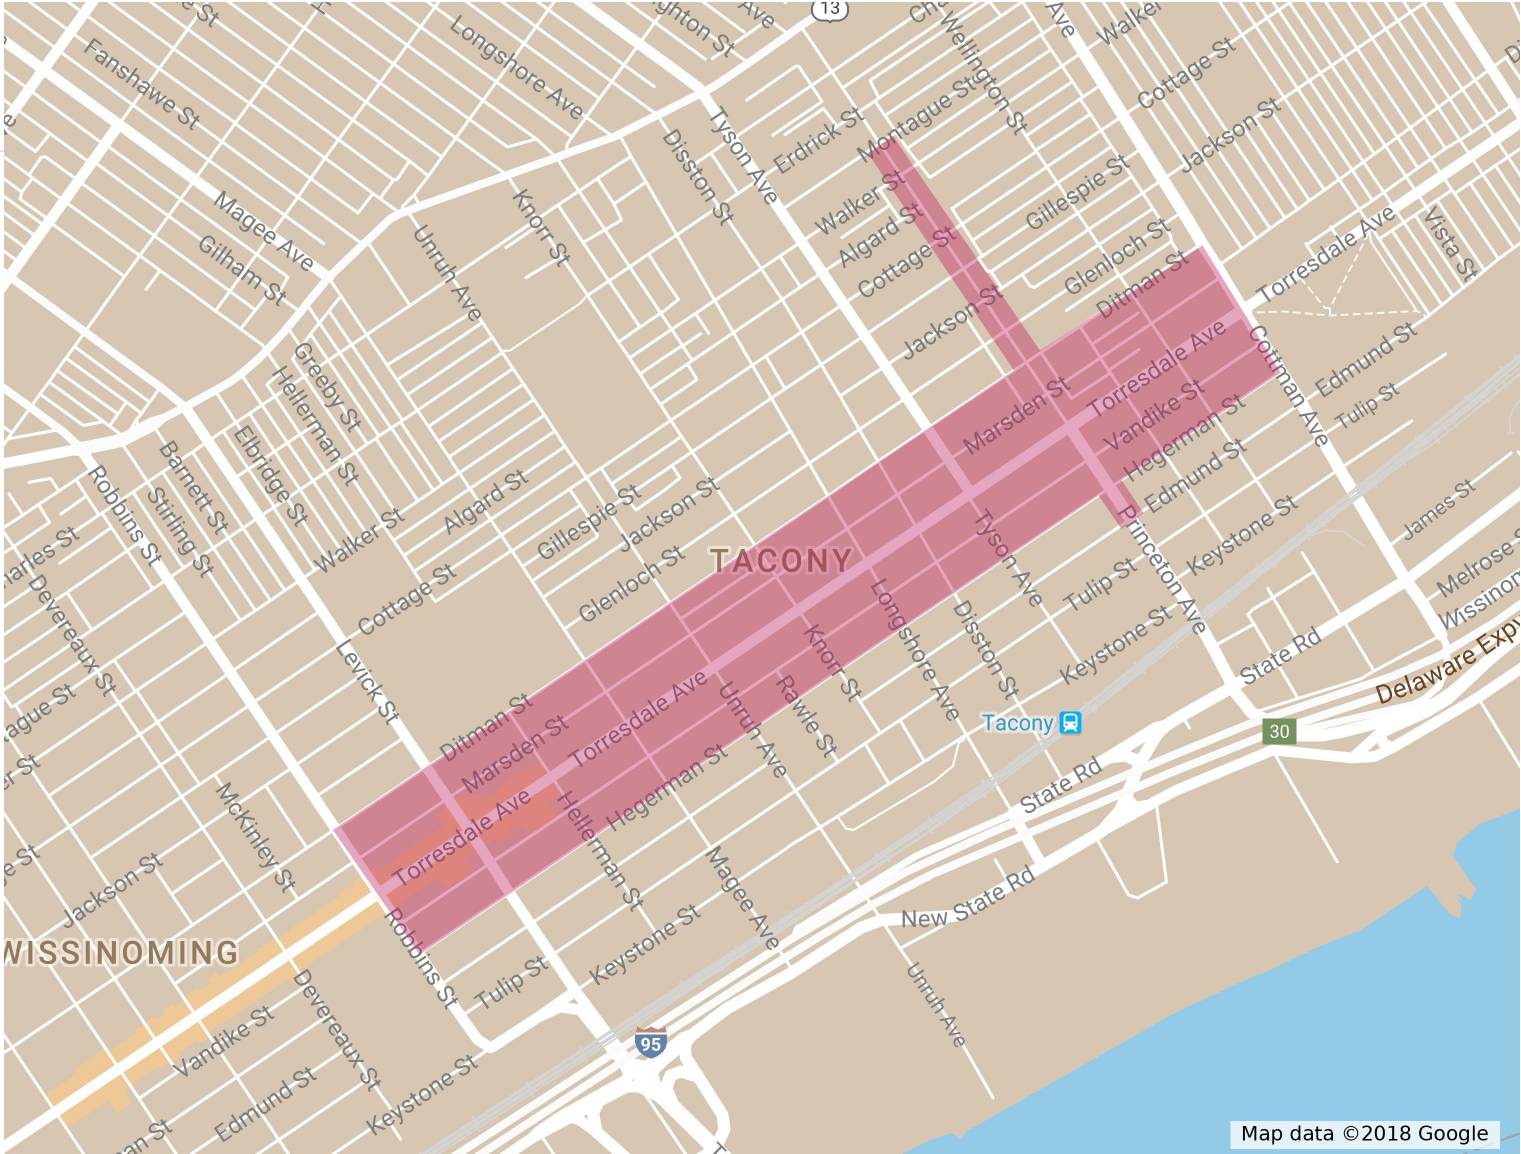 13
Fanshawe St
Longshore Ave
Ave
Wellington St
Ave
Cottage St
Tyson Ave
Erdrick St
Montague St
Jackson St
Disston St
Walker St
Gillespie St
Magee Ave
Knorr St
Algard St
Torresdale Ave
Vista St
Gilham St
Unruh Ave
Cottage St
Glenloch St
Ditman St
Jackson St
Torresdale Ave
Cottman Ave
Edmund St
Greeby St
Hellerman St
Marsden St
Vandike St
Tulip St
Hegerman St
Elbridge St
Barnett St
Robbins St
Stirling St
Algard St
Gillespie St
Jackson St
Edmund St
James St
Walker St
TACONY
Tyson Ave
Princeton Ave
Keystone St
Devereaux St
Cottage St
Glenloch St
Longshore Ave
Disston St
Tulip St
Levick St
Knorr St
Keystone St
State Rd
Delaware Expy
Ditman St
Marsden St
Torresdale Ave
Unruh Ave
Rawle St
Tacony
30
Hegerman St
State Rd
McKinley St
Torresdale Ave
Hellerman St
Jackson St
Magee Ave
New State Rd
WISSINOMING
Robbins St
Tulip St
Keystone St
Unruh Ave
Vandike St
Devereaux St
95
Edmund St
Keystone St
Map data ©2018 Google